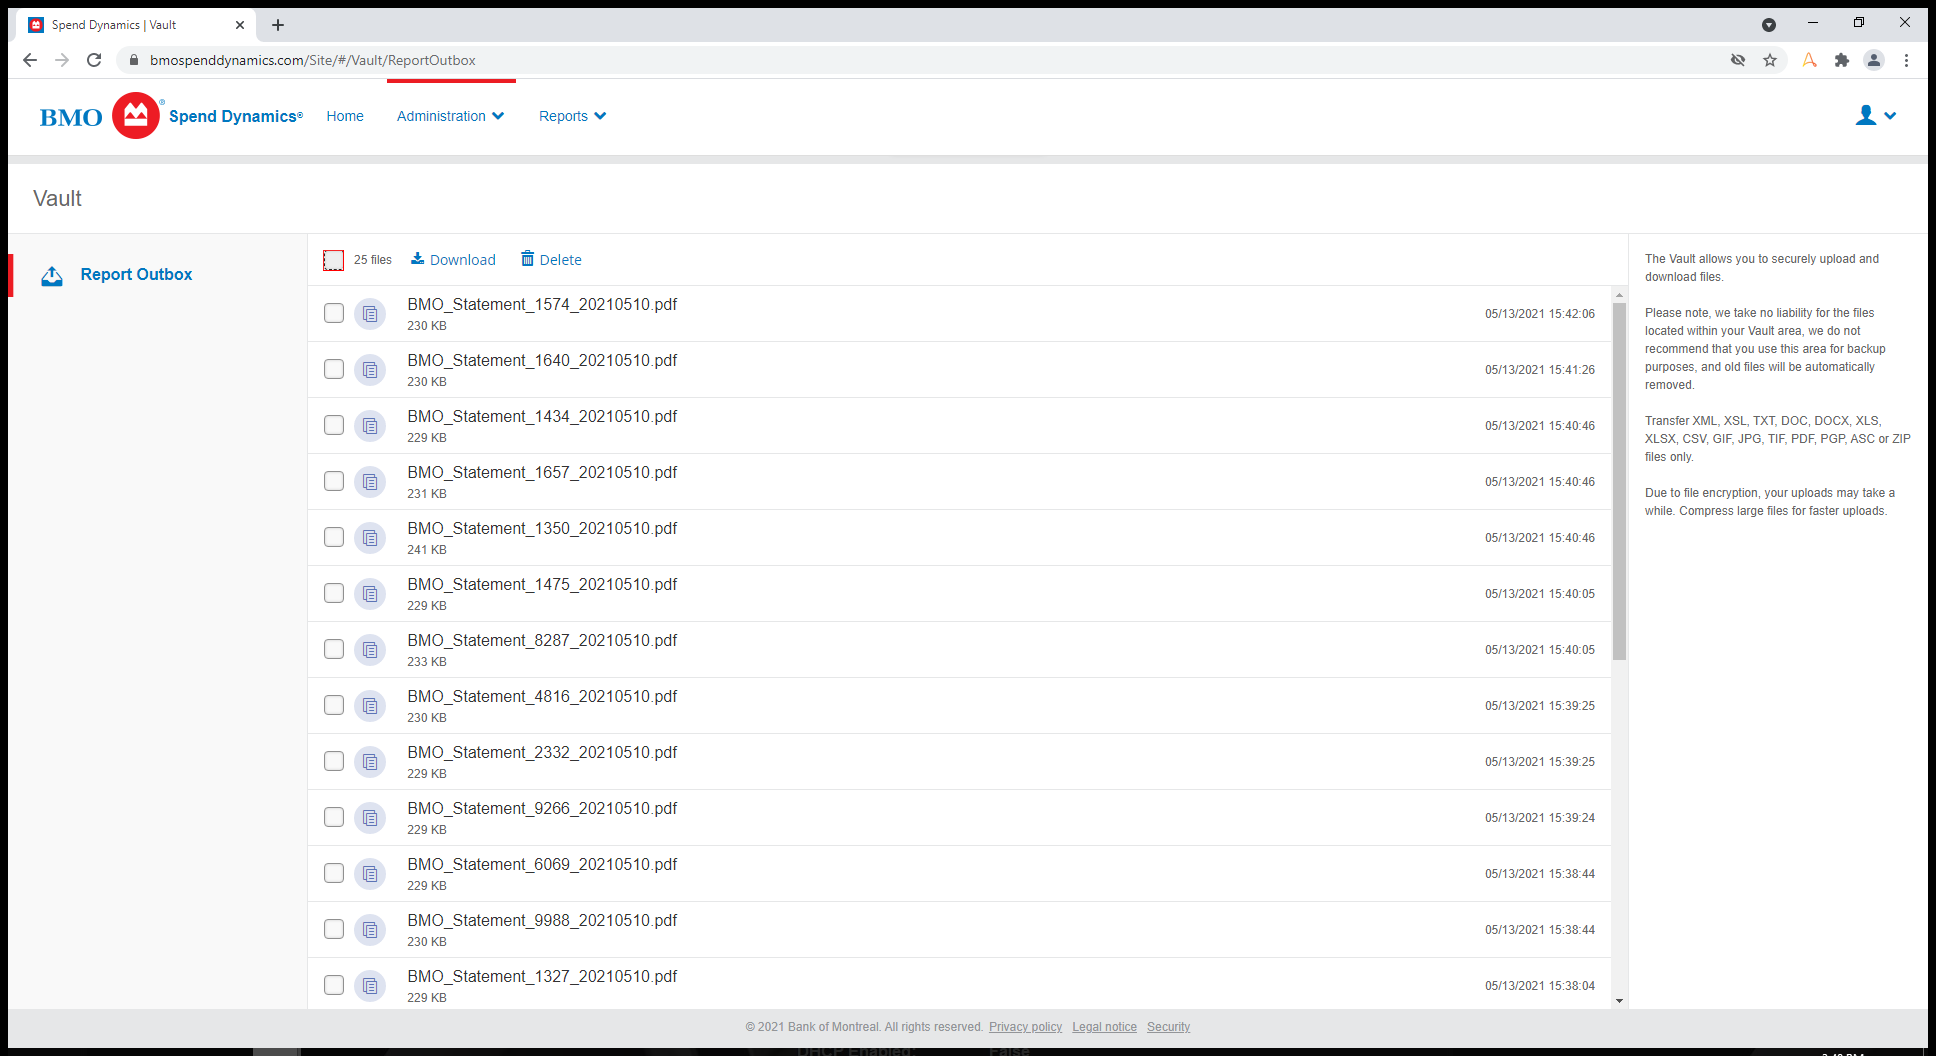 Spend Dynamics | Vault
bmospenddynamics.com/Site/#/Vault/ReportOutbox
BMO ® Spend Dynamics® Home Administration Reports
Vault
Report Outbox
25 files Download Delete
BMO_Statement_1574_20210510.pdf
230 KB
05/13/2021 15:42:06
BMO_Statement_1640_20210510.pdf
230 KB
05/13/2021 15:41:26
BMO_Statement_1434_20210510.pdf
229 KB
05/13/2021 15:40:46
BMO_Statement_1657_20210510.pdf
231 KB
05/13/2021 15:40:46
BMO_Statement_1350_20210510.pdf
241 KB
05/13/2021 15:40:46
BMO_Statement_1475_20210510.pdf
229 KB
05/13/2021 15:40:05
BMO_Statement_8287_20210510.pdf
233 KB
05/13/2021 15:40:05
BMO_Statement_4816_20210510.pdf
230 KB
05/13/2021 15:39:25
BMO_Statement_2332_20210510.pdf
229 KB
05/13/2021 15:39:25
BMO_Statement_9266_20210510.pdf
229 KB
05/13/2021 15:39:24
BMO_Statement_6069_20210510.pdf
229 KB
05/13/2021 15:38:44
BMO_Statement_9988_20210510.pdf
230 KB
05/13/2021 15:38:44
BMO_Statement_1327_20210510.pdf
229 KB
05/13/2021 15:38:04
The Vault allows you to securely upload and
download files.
Please note, we take no liability for the files
located within your Vault area, we do not
recommend that you use this area for backup
purposes, and old files will be automatically
removed.
Transfer XML, XSL, TXT, DOC, DOCX, XLS,
XLSX, CSV, GIF, JPG, TIF, PDF, PGP, ASC or ZIP
files only.
Due to file encryption, your uploads may take a
while. Compress large files for faster uploads.
© 2021 Bank of Montreal. All rights reserved. Privacy policy Legal notice Security
DHCP Enabled: False